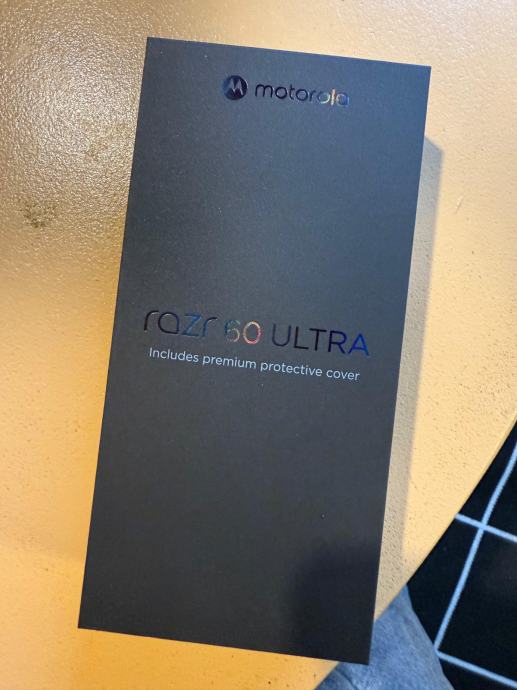 motorola
razr 60 ULTRA
Includes premium protective cover